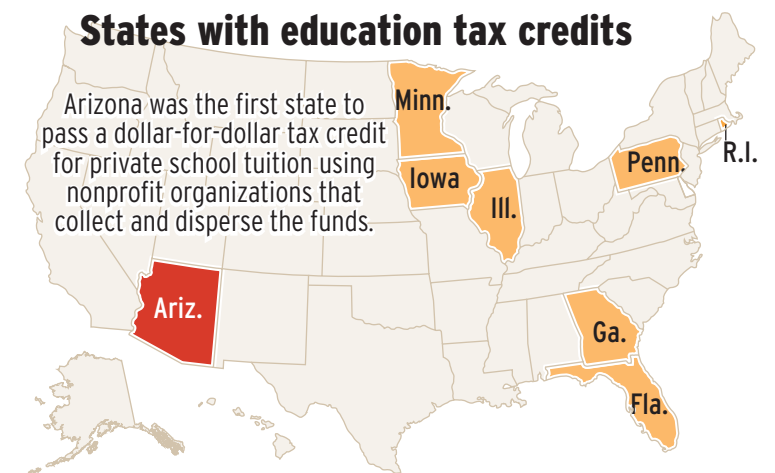 States with education tax credits
Arizona was the first state to
pass a dollar-for-dollar tax credit
for private school tuition using
nonprofit organizations that
collect and disperse the funds.
Minn.
Iowa
Ill.
Penn.
R.I.
Ariz.
Ga.
Fla.